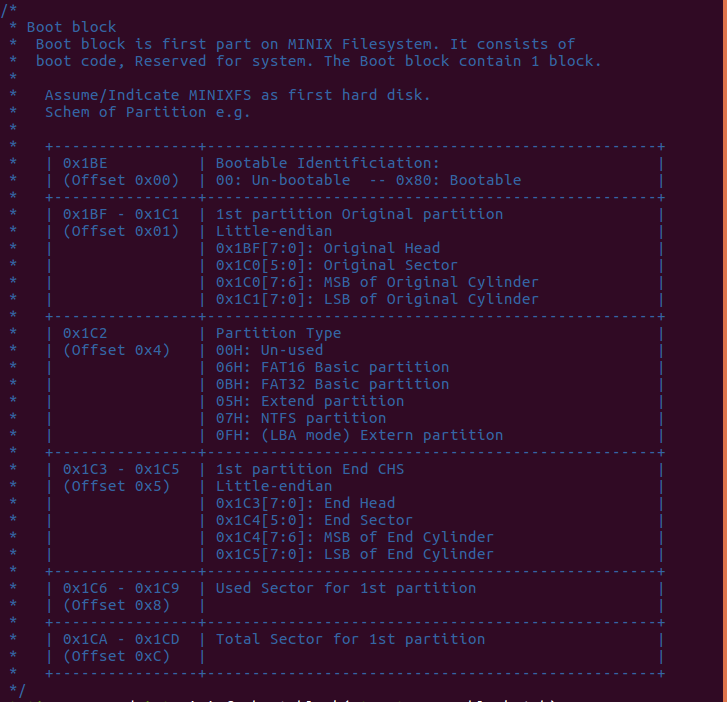 /*
 * Boot block
 *  Boot block is first part on MINIX Filesystem. It consists of
 *  boot code, Reserved for system. The Boot block contain 1 block.
 *
 *   Assume/Indicate MINIXFS as first hard disk.
 *   Schem of Partition e.g.
 *
 *   +----------------+--------------------------------------------------+
 *   | 0x1BE          | Bootable Identificiation:                        |
 *   | (Offset 0x00)  | 00: Un-bootable  -- 0x80: Bootable               |
 *   +----------------+--------------------------------------------------+
 *   | 0x1BF - 0x1C1  | 1st partition Original partition                 |
 *   | (Offset 0x01)  | Little-endian                                    |
 *   |                | 0x1BF[7:0]: Original Head                        |
 *   |                | 0x1C0[5:0]: Original Sector                      |
 *   |                | 0x1C0[7:6]: MSB of Original Cylinder             |
 *   |                | 0x1C1[7:0]: LSB of Original Cylinder             |
 *   +----------------+--------------------------------------------------+
 *   | 0x1C2          | Partition Type                                   |
 *   | (Offset 0x4)   | 00H: Un-used                                     |
 *   |                | 06H: FAT16 Basic partition                       |
 *   |                | 0BH: FAT32 Basic partition                       |
 *   |                | 05H: Extend partition                            |
 *   |                | 07H: NTFS partition                              |
 *   |                | 0FH: (LBA mode) Extern partition                 |
 *   +----------------+--------------------------------------------------+
 *   | 0x1C3 - 0x1C5  | 1st partition End CHS                            |
 *   | (Offset 0x5)   | Little-endian                                    |
 *   |                | 0x1C3[7:0]: End Head                             |
 *   |                | 0x1C4[5:0]: End Sector                           |
 *   |                | 0x1C4[7:6]: MSB of End Cylinder                  |
 *   |                | 0x1C5[7:0]: LSB of End Cylinder                  |
 *   +----------------+--------------------------------------------------+
 *   | 0x1C6 - 0x1C9  | Used Sector for 1st partition                    |
 *   | (Offset 0x8)   |                                                  |
 *   +----------------+--------------------------------------------------+
 *   | 0x1CA - 0x1CD  | Total Sector for 1st partition                   |
 *   | (Offset 0xC)   |                                                  |
 *   +----------------+--------------------------------------------------+
 */